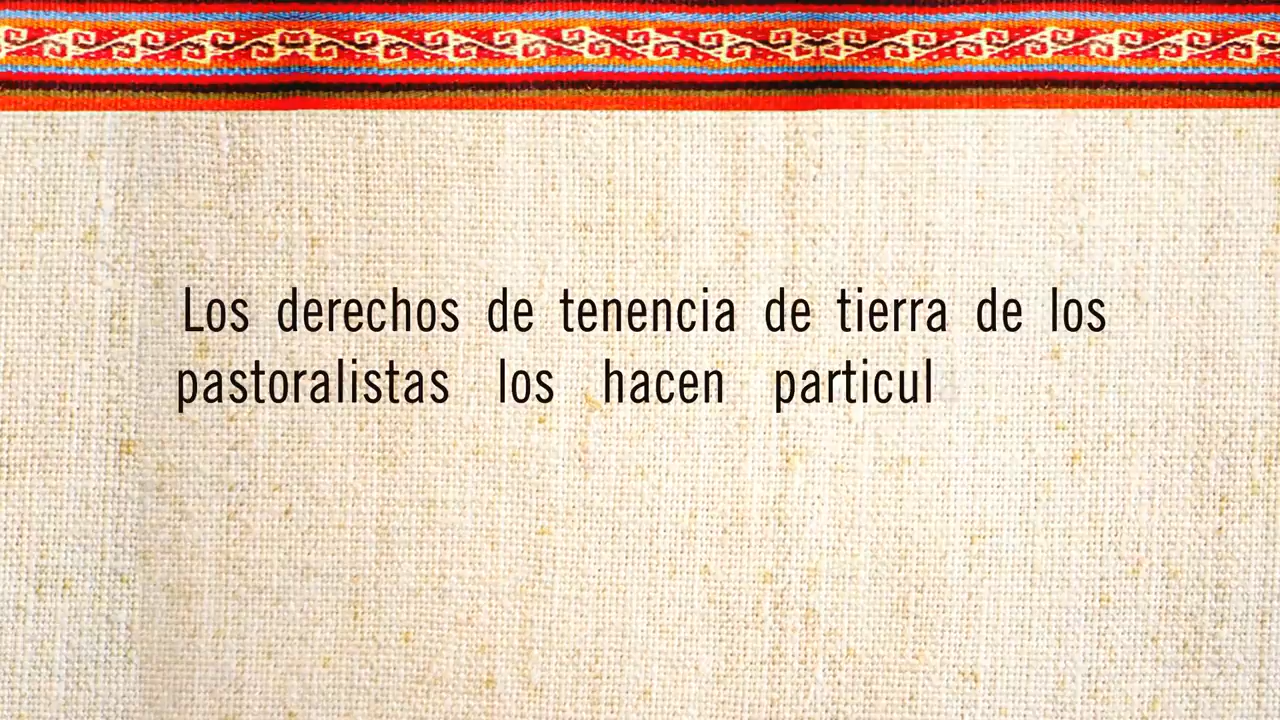 Los derechos de tenencia de tierra de los
pastoralistas los hacen particul